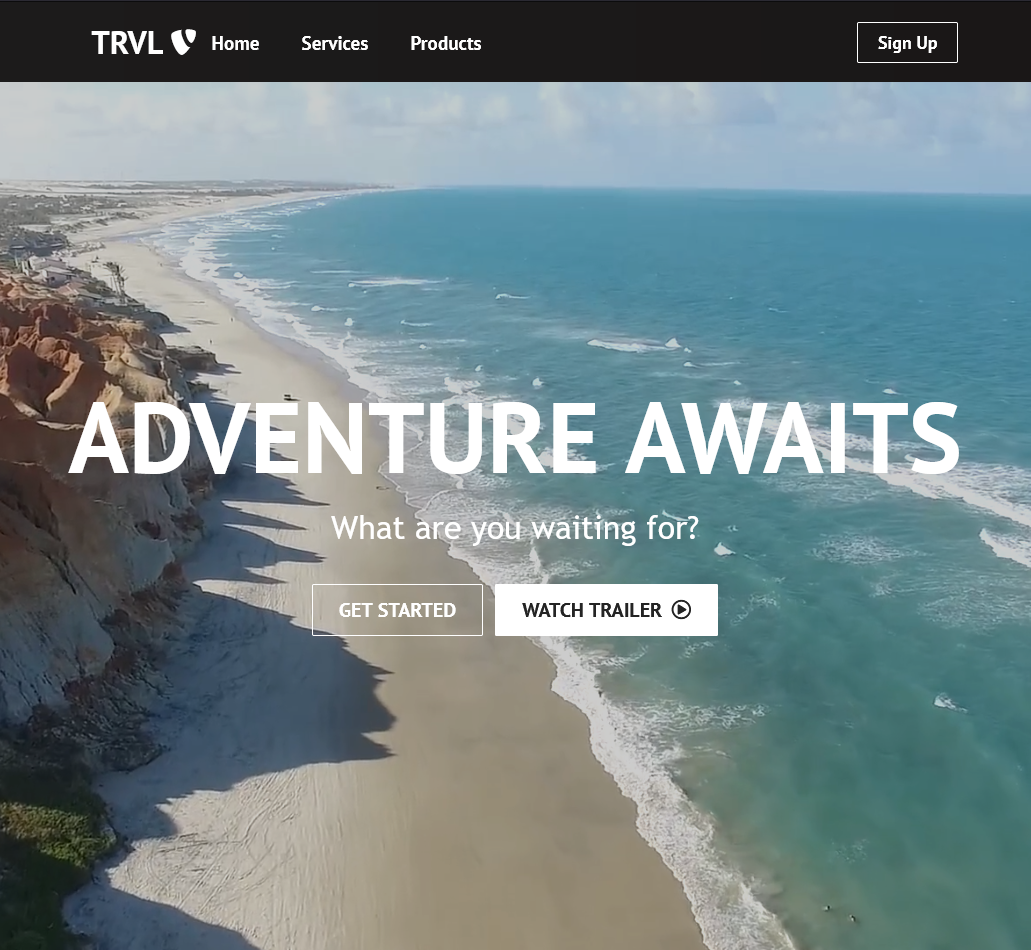 TRVL
Home
Services
Products
Sign Up
ADVENTURE AWAITS
What are you waiting for?
GET STARTED
WATCH TRAILER